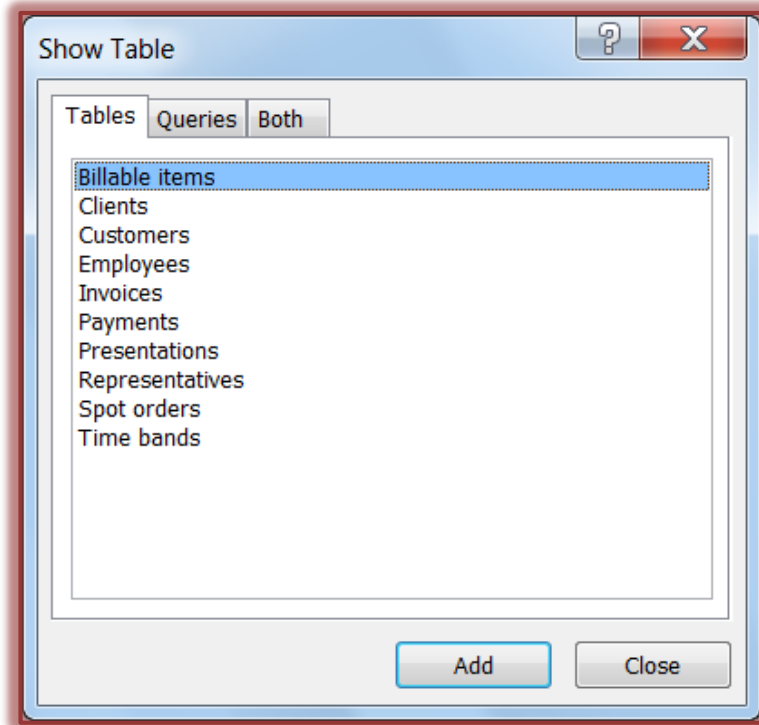 Show Table
Tables Queries Both
Billable items
Clients
Customers
Employees
Invoices
Payments
Presentations
Representatives
Spot orders
Time bands
Add Close